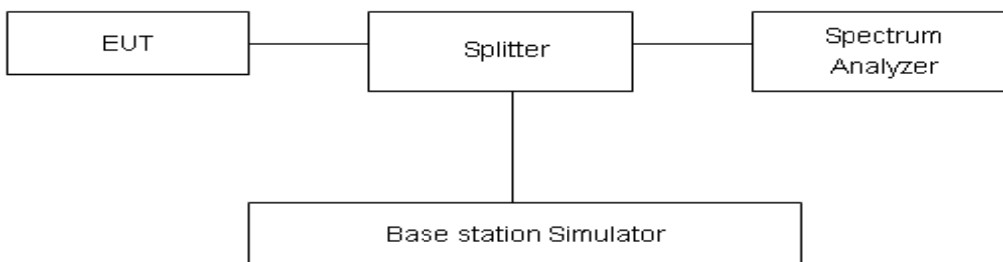 EUT
Splitter
Spectrum
Analyzer
Base station Simulator